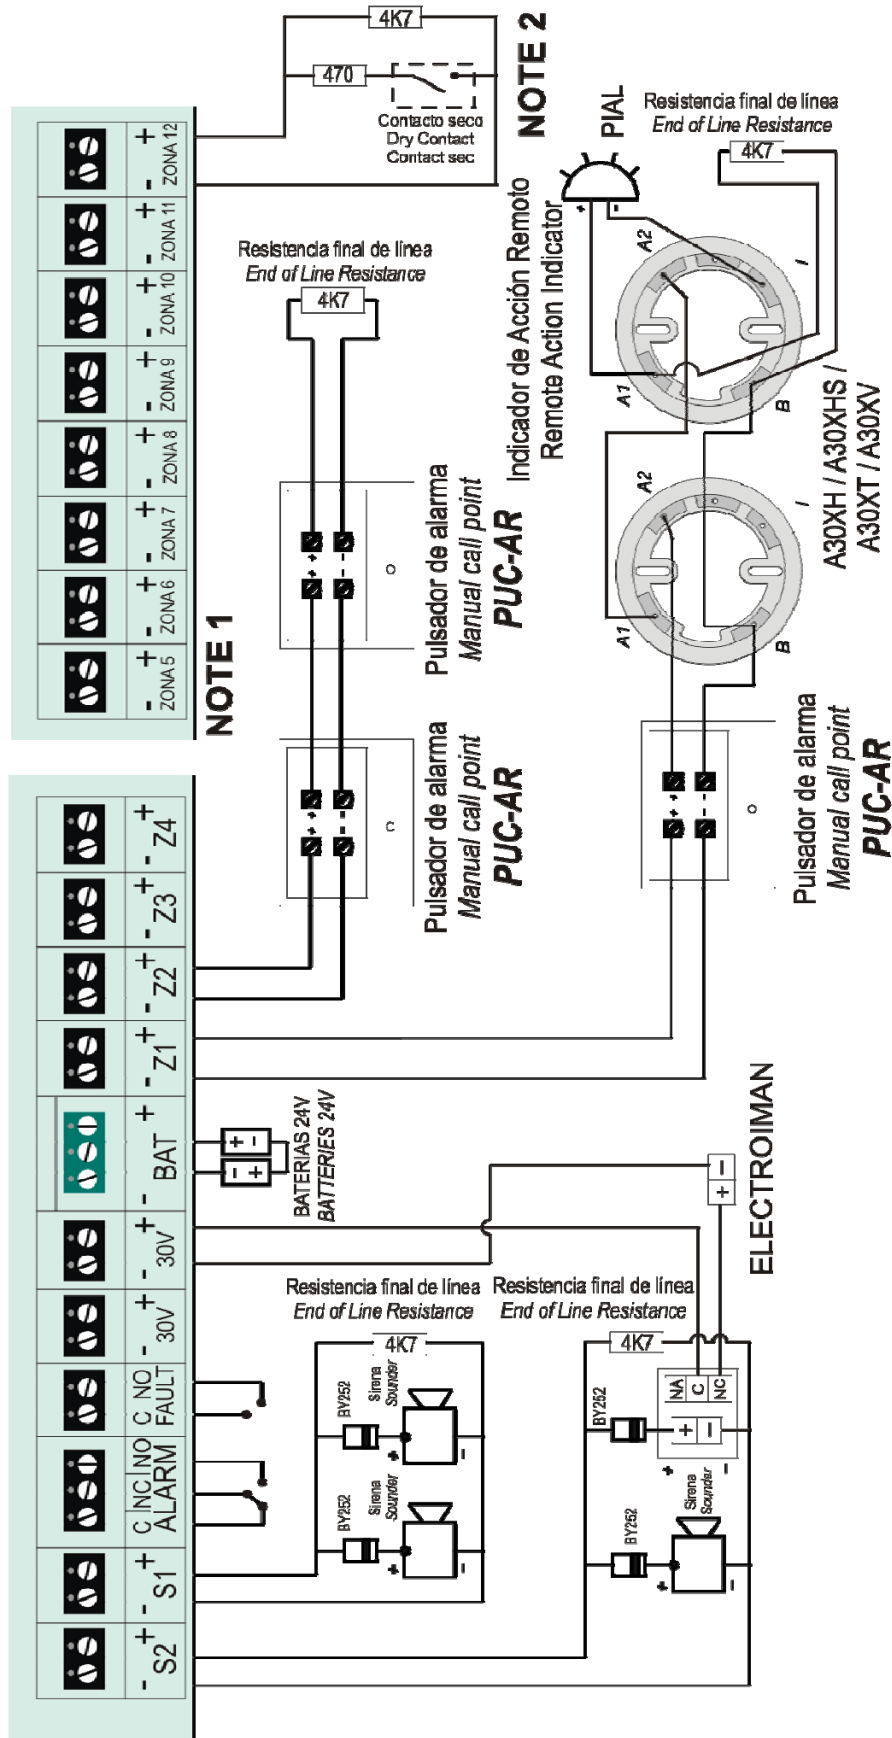 4K7
470
Contacto seco
Dry Contact
Contact sec
NOTE 2
- +
ZONA 12
- +
ZONA 11
- +
ZONA 10
- +
ZONA 9
- +
ZONA 8
- +
ZONA 7
- +
ZONA 6
- +
ZONA 5
NOTE 1
Resistencia final de línea
End of Line Resistance
4K7
+ +
- -
Pulsador de alarma
Manual call point
PUC-AR
+ +
- -
Pulsador de alarma
Manual call point
PUC-AR
Indicador de Acción Remoto
Remote Action Indicator
PIAL
+
-
Resistencia final de línea
End of Line Resistance
4K7
A2
A1
I
B
A2
A1
I
B
A30XH / A30XHS /
A30XT / A30XV
+ +
- -
Pulsador de alarma
Manual call point
PUC-AR
- Z4 +
- Z3 +
- Z2 +
- Z1 +
- BAT +
+ -
- +
BATERIAS 24V
BATTERIES 24V
- 30V +
- 30V +
C NO
FAULT
C NC NO
ALARM
- S1 +
- S2 +
Resistencia final de línea
End of Line Resistance
4K7
BY252
Sirena
Sounder
+ -
BY252
Sirena
Sounder
+ -
Resistencia final de línea
End of Line Resistance
4K7
BY252
NA
C
NC
+ -
+ -
BY252
Sirena
Sounder
+ -
+ -
ELECTROIMAN